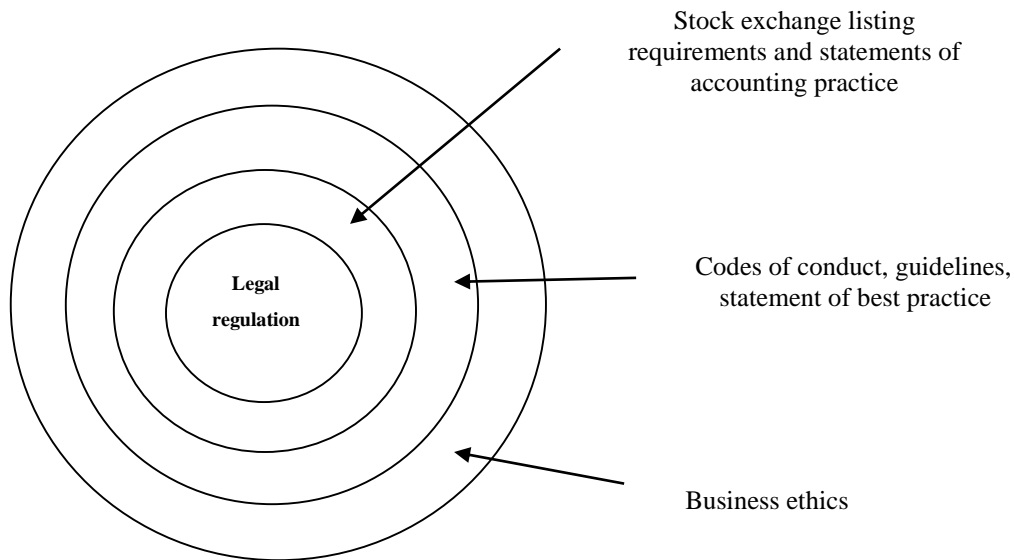 Stock exchange listing
requirements and statements of
accounting practice
Legal
regulation
Codes of conduct, guidelines,
statement of best practice
Business ethics